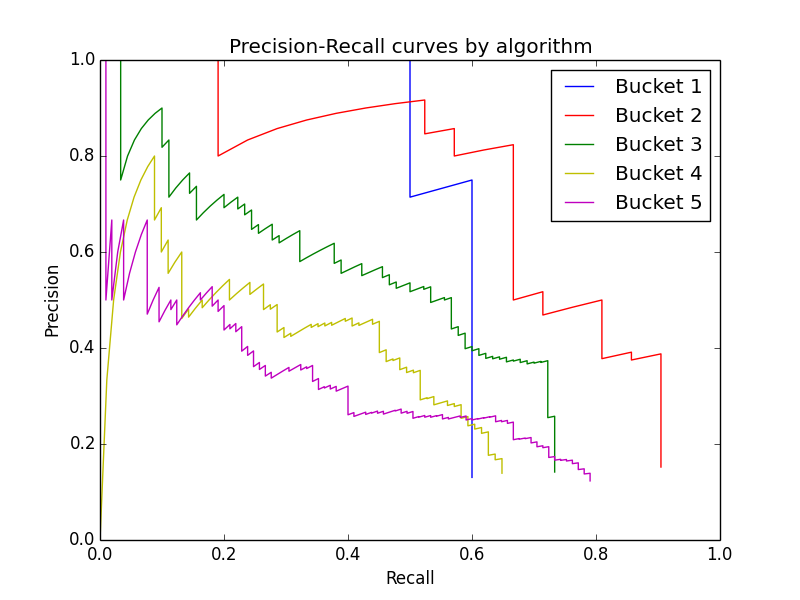 Precision-Recall curves by algorithm
1.0
0.8
0.6
0.4
0.2
0.0
Precision
Bucket 1
Bucket 2
Bucket 3
Bucket 4
Bucket 5
0.0 0.2 0.4 0.6 0.8 1.0
Recall